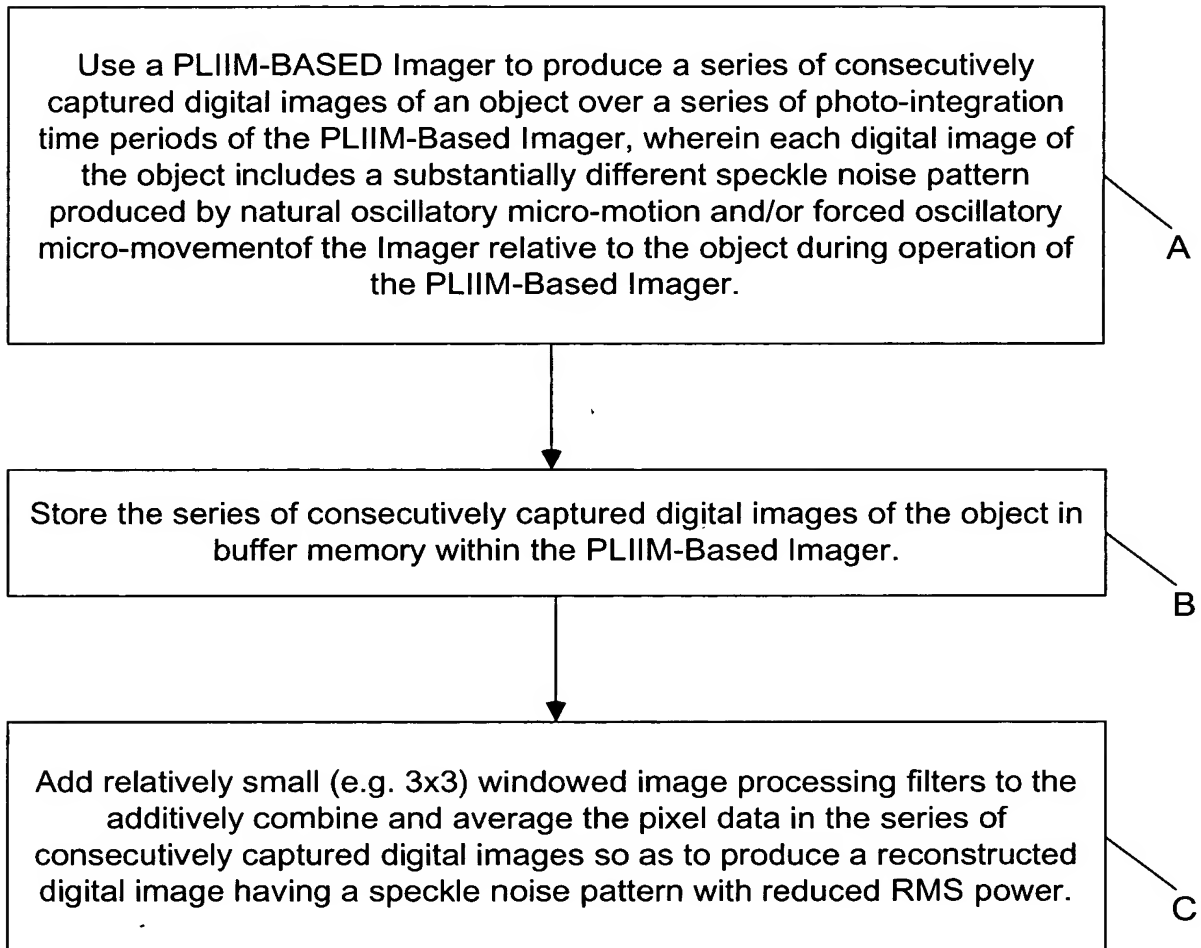 Use a PLIIM-BASED Imager to produce a series of consecutively
captured digital images of an object over a series of photo-integration
time periods of the PLIIM-Based Imager, wherein each digital image of
the object includes a substantially different speckle noise pattern
produced by natural oscillatory micro-motion and/or forced oscillatory
micro-movementof the Imager relative to the object during operation of
the PLIIM-Based Imager.
A
Store the series of consecutively captured digital images of the object in
buffer memory within the PLIIM-Based Imager.
B
Add relatively small (e.g. 3x3) windowed image processing filters to the
additively combine and average the pixel data in the series of
consecutively captured digital images so as to produce a reconstructed
digital image having a speckle noise pattern with reduced RMS power.
C